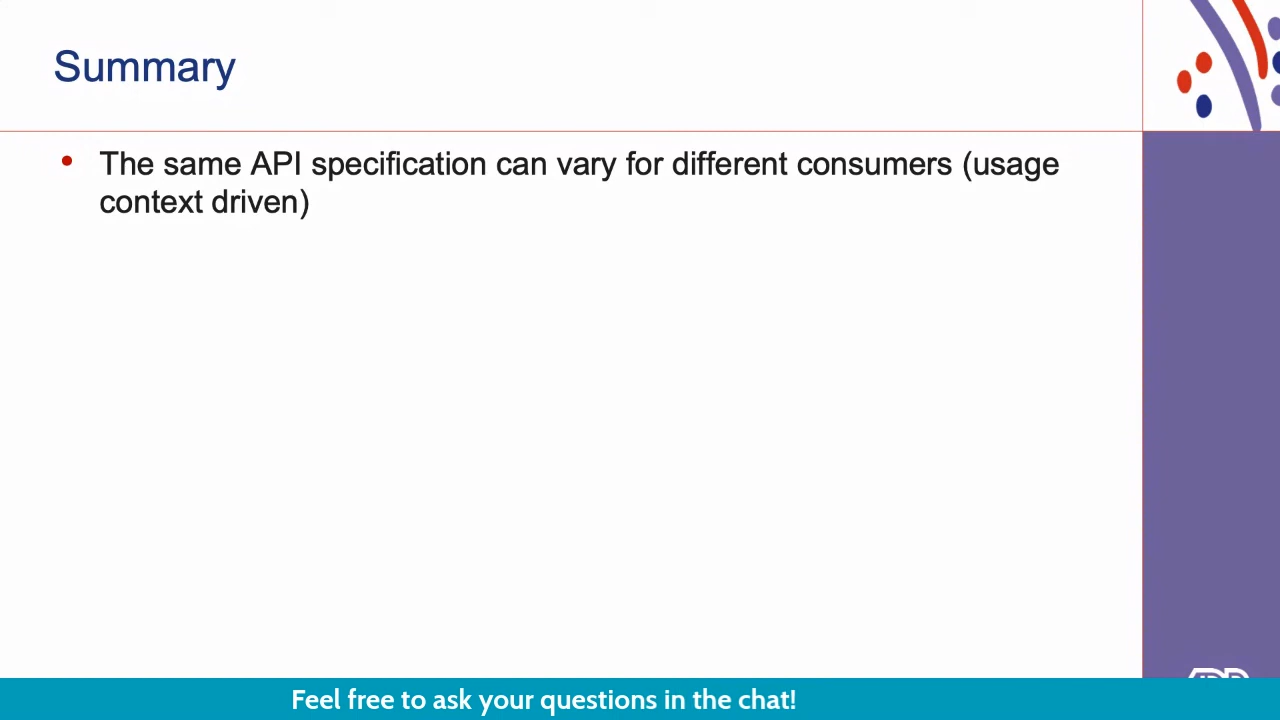 Summary
• The same API specification can vary for different consumers (usage
context driven)
Feel free to ask your questions in the chat!